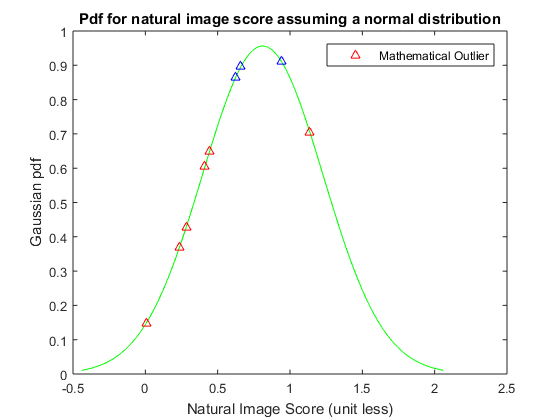 Pdf for natural image score assuming a normal distribution
Mathematical Outlier
Gaussian pdf
1
0.9
0.8
0.7
0.6
0.5
0.4
0.3
0.2
0.1
0
-0.5 0 0.5 1 1.5 2 2.5
Natural Image Score (unit less)